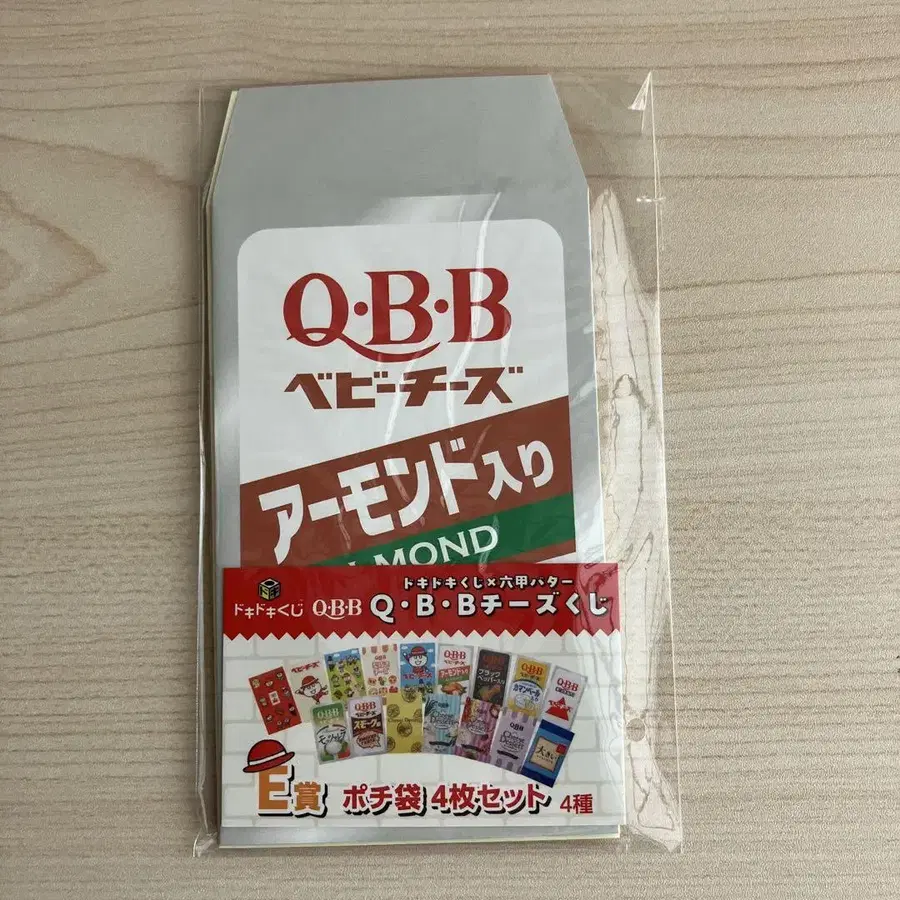 Q・B・B
ベビーチーズ
アーモンド入り
ALMOND
ドキドキくじ×六甲バター
ドキドキくじ Q・B・B Q・B・Bチーズくじ
E賞 ポチ袋 4枚セット 4種